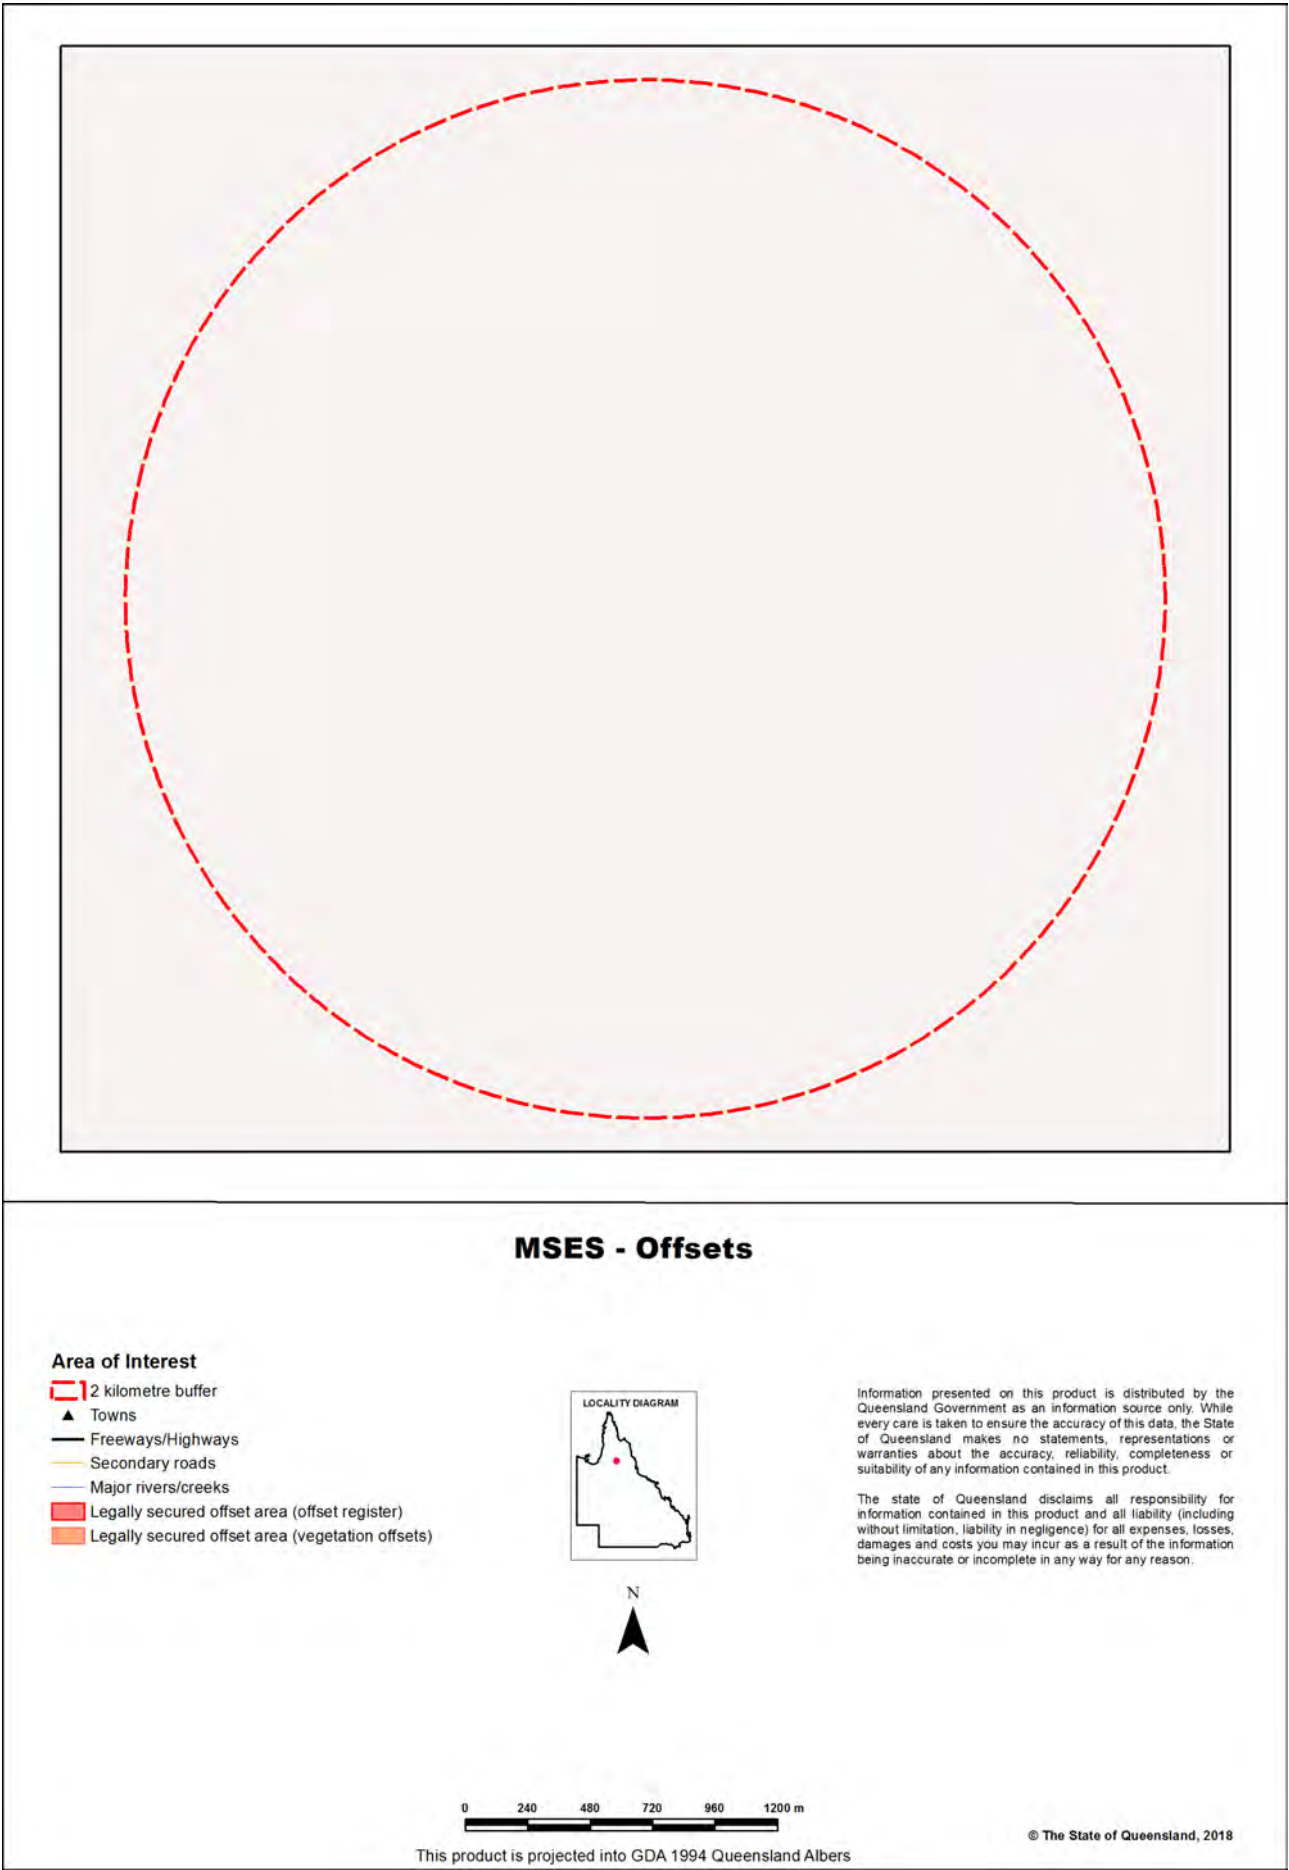 MSES - Offsets
Area of Interest
2 kilometre buffer
Towns
Freeways/Highways
Secondary roads
Major rivers/creeks
Legally secured offset area (offset register)
Legally secured offset area (vegetation offsets)
LOCALITY DIAGRAM
N
Information presented on this product is distributed by the
Queensland Government as an information source only. While
every care is taken to ensure the accuracy of this data, the State
of Queensland makes no statements, representations or
warranties about the accuracy, reliability, completeness or
suitability of any information contained in this product.
The state of Queensland disclaims all responsibility for
information contained in this product and all liability (including
without limitation, liability in negligence) for all expenses, losses,
damages and costs you may incur as a result of the information
being inaccurate or incomplete in any way for any reason.
0 240 480 720 960 1200 m
This product is projected into GDA 1994 Queensland Albers
© The State of Queensland, 2018